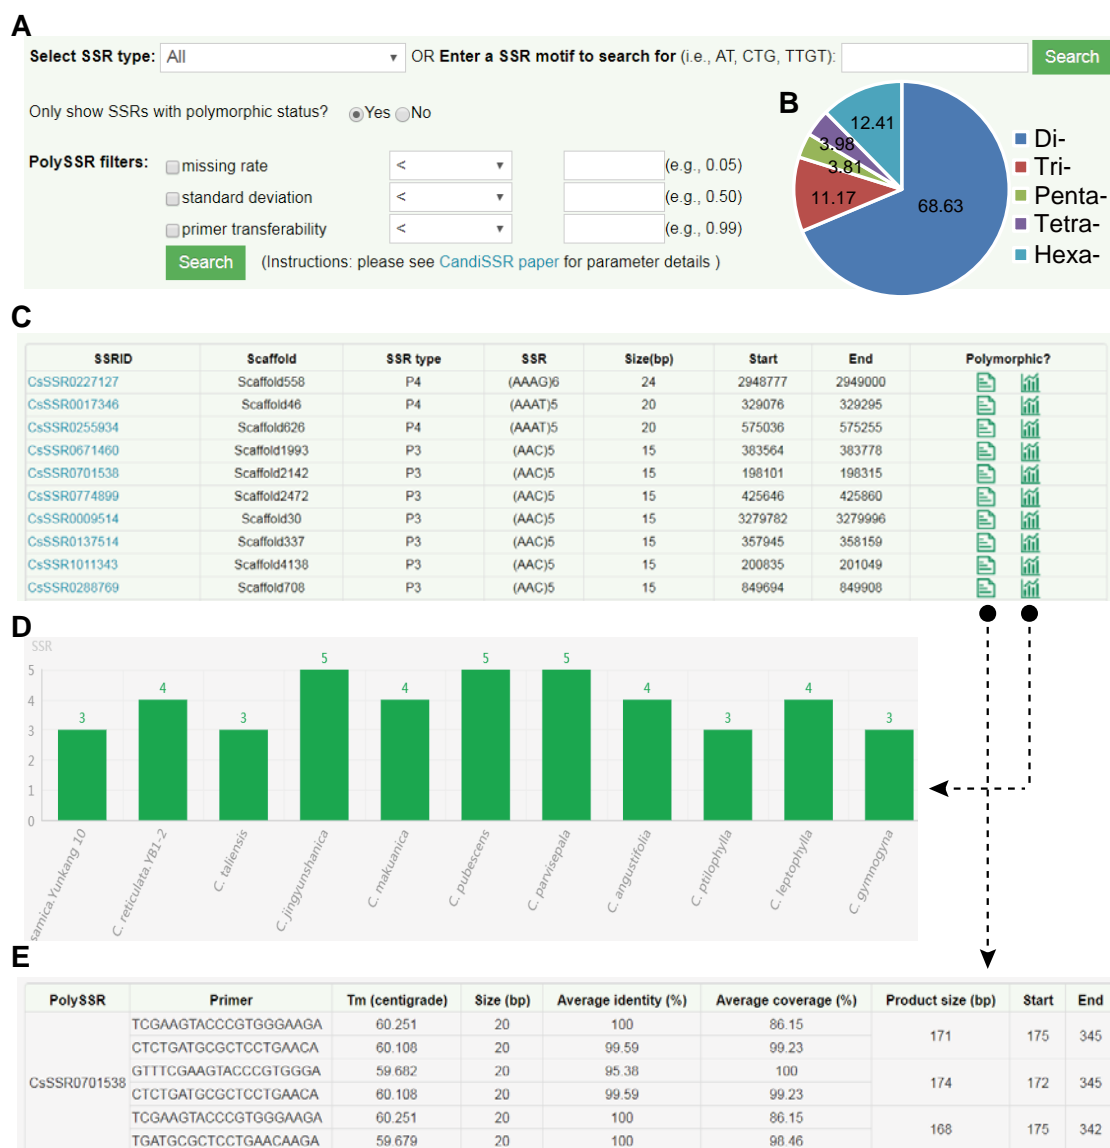 A
Select SSR type: All OR Enter a SSR motif to search for (i.e., AT, CTG, TTGT): Search
Only show SSRs with polymorphic status? Yes No
PolySSR filters: missing rate < (e.g., 0.05)
standard deviation < (e.g., 0.50)
primer transferability < (e.g., 0.99)
Search (Instructions: please see CandiSSR paper for parameter details )
B
12.41
3.98
3.81
11.17
68.63
Di-
Tri-
Penta-
Tetra-
Hexa-
C
SSRID Scaffold SSR type SSR Size(bp) Start End Polymorphic?
CsSSR0227127 Scaffold558 P4 (AAAG)6 24 2948777 2949000
CsSSR0017346 Scaffold46 P4 (AAAT)5 20 329076 329295
CsSSR0255934 Scaffold626 P4 (AAAT)5 20 575036 575255
CsSSR0671460 Scaffold1993 P3 (AAC)5 15 383564 383778
CsSSR0701538 Scaffold2142 P3 (AAC)5 15 198101 198315
CsSSR0774899 Scaffold2472 P3 (AAC)5 15 425646 425860
CsSSR0009514 Scaffold30 P3 (AAC)5 15 3279782 3279996
CsSSR0137514 Scaffold337 P3 (AAC)5 15 357945 358159
CsSSR1011343 Scaffold4138 P3 (AAC)5 15 200835 201049
CsSSR0288769 Scaffold708 P3 (AAC)5 15 849694 849908
D
SSR
5
4
3
2
1
0
3 4 3 5 4 5 5 4 3 4 3
samica.Yunkang 10
C. reticulata.YB1-2
C. taliensis
C. jingyunshanica
C. makuanica
C. pubescens
C. parvisepala
C. angustifolia
C. ptilophylla
C. leptophylla
C. gymnogyna
E
PolySSR Primer Tm (centigrade) Size (bp) Average identity (%) Average coverage (%) Product size (bp) Start End
CsSSR0701538
TCGAAGTACCCGTGGGAAGA 60.251 20 100 86.15 171 175 345
CTCTGATGCGCTCCTGAACA 60.108 20 99.59 99.23
GTTTCGAAGTACCCGTGGGA 59.682 20 95.38 100 174 172 345
CTCTGATGCGCTCCTGAACA 60.108 20 99.59 99.23
TCGAAGTACCCGTGGGAAGA 60.251 20 100 86.15 168 175 342
TGATGCGCTCCTGAACAAGA 59.679 20 100 98.46